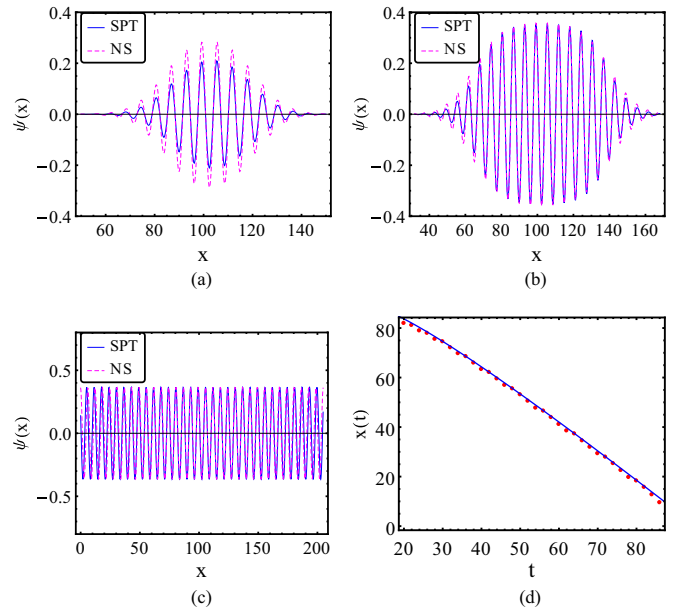 SPT
NS
ψ(x)
0.4
0.2
0.0
−0.2
−0.4
60 80 100 120 140
x
(a)
SPT
NS
ψ(x)
0.4
0.2
0.0
−0.2
−0.4
40 60 80 100 120 140 160
x
(b)
SPT
NS
ψ(x)
0.5
0.0
−0.5
0 50 100 150 200
x
(c)
x(t)
80
60
40
20
0
20 30 40 50 60 70 80
t
(d)